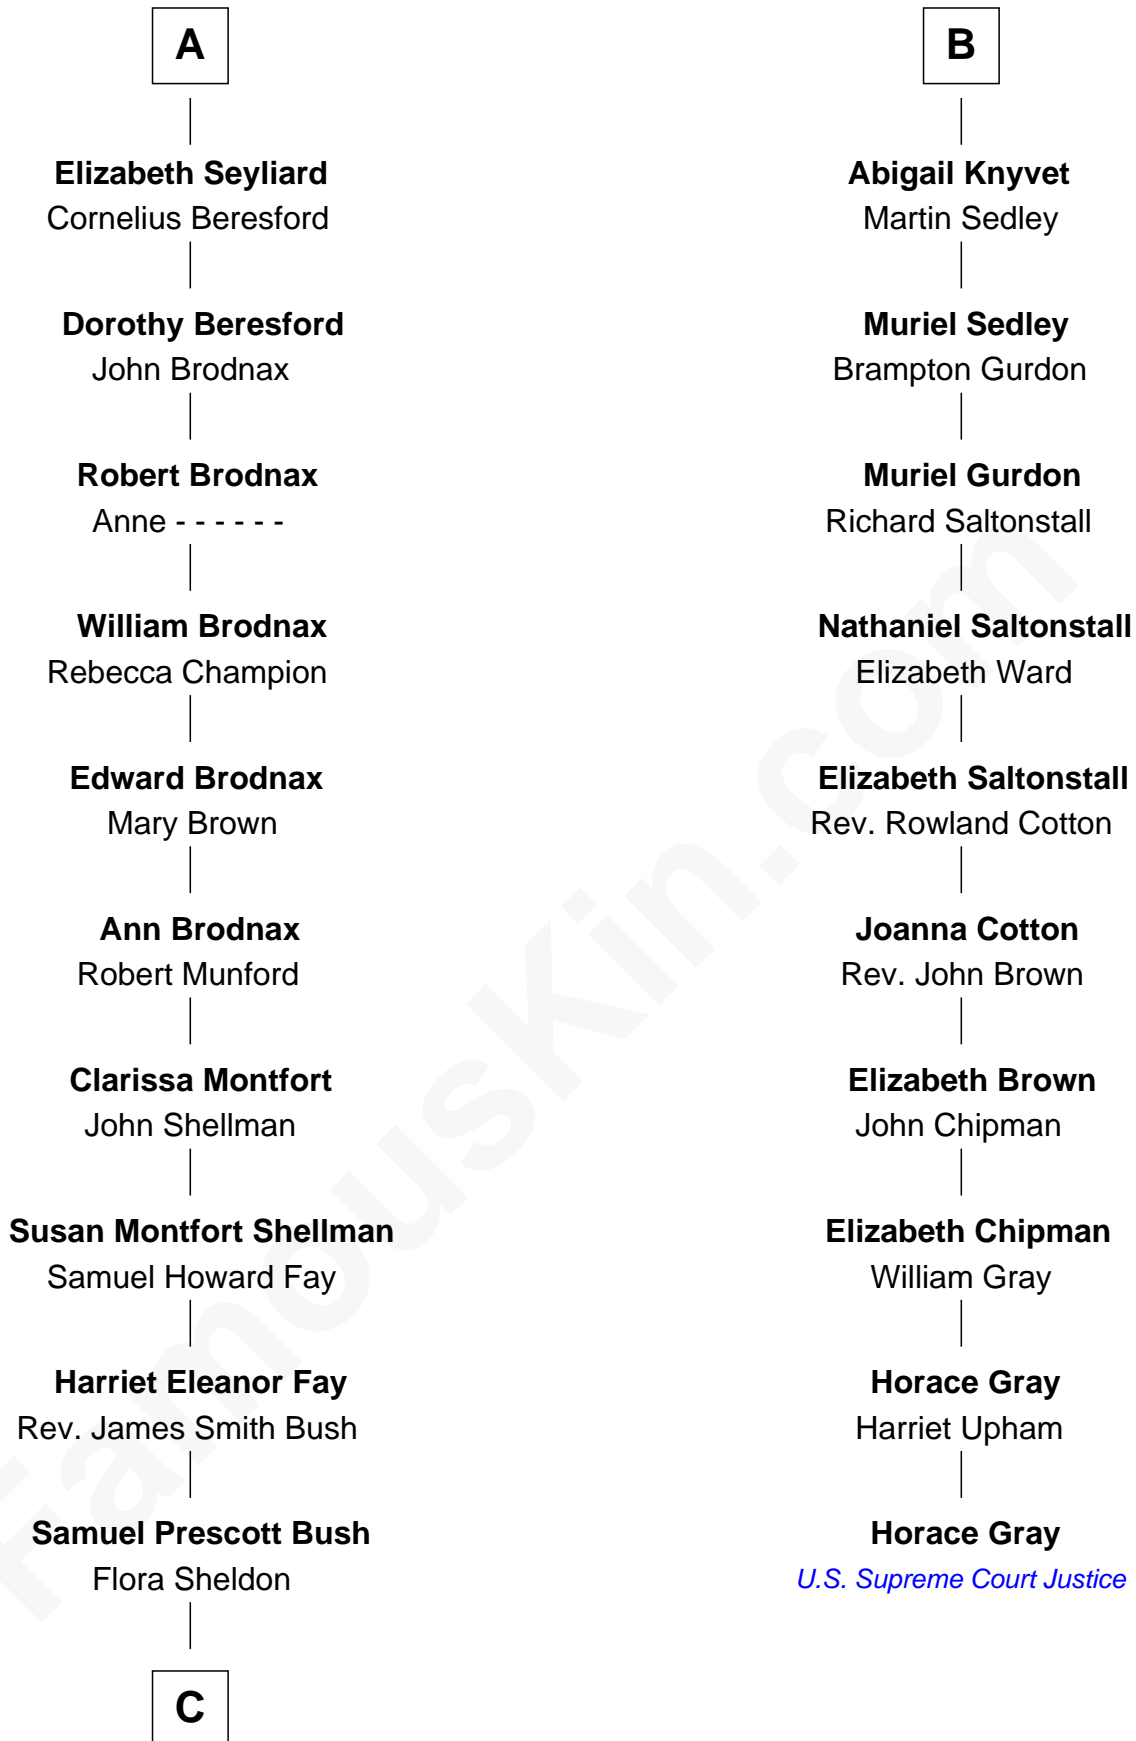 A
Elizabeth Seyliard
Cornelius Beresford
Dorothy Beresford
John Brodnax
Robert Brodnax
Anne - - - - - -
William Brodnax
Rebecca Champion
Edward Brodnax
Mary Brown
Ann Brodnax
Robert Munford
Clarissa Montfort
John Shellman
Susan Montfort Shellman
Samuel Howard Fay
Harriet Eleanor Fay
Rev. James Smith Bush
Samuel Prescott Bush
Flora Sheldon
C
B
Abigail Knyvet
Martin Sedley
Muriel Sedley
Brampton Gurdon
Muriel Gurdon
Richard Saltonstall
Nathaniel Saltonstall
Elizabeth Ward
Elizabeth Saltonstall
Rev. Rowland Cotton
Joanna Cotton
Rev. John Brown
Elizabeth Brown
John Chipman
Elizabeth Chipman
William Gray
Horace Gray
Harriet Upham
Horace Gray
U.S. Supreme Court Justice
FamousKin.com